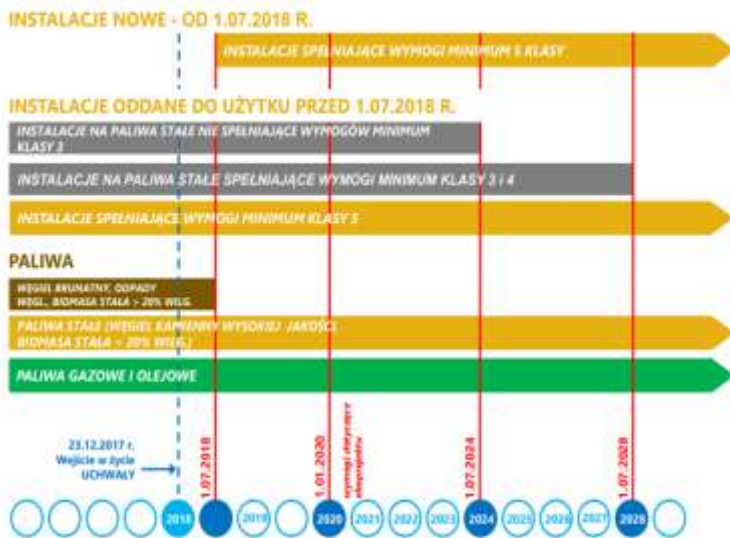 INSTALACJE NOWE - OD 1.07.2018 R.
INSTALACJE SPEŁNIAJĄCE WYMOGI MINIMUM 5 KLASY
INSTALACJE ODDANE DO UŻYTKU PRZED 1.07.2018 R.
INSTALACJE NA PALIWA STAŁE NIE SPEŁNIAJĄCE WYMOGÓW MINIMUM
KLASY 3
INSTALACJE NA PALIWA STAŁE SPEŁNIAJĄCE WYMOGI MINIMUM KLASY 3 i 4
INSTALACJE SPEŁNIAJĄCE WYMOGI MINIMUM KLASY 5
PALIWA
WĘGIEL BRUNATNY, ODPADY
WĘGL., BIOMASA STAŁA > 20% WILG.
PALIWA STAŁE (WĘGIEL KAMIENNY WYSOKIEJ JAKOŚCI,
BIOMASA STAŁA < 20% WILG.)
PALIWA GAZOWE I OLEJOWE
23.12.2017 r.
Wejście w życie
UCHWAŁY
1.07.2018
1.01.2020
wymogi dotyczące
ekoprojektu
1.07.2024
1.07.2028
2018 2019 2020 2021 2022 2023 2024 2025 2026 2027 2028